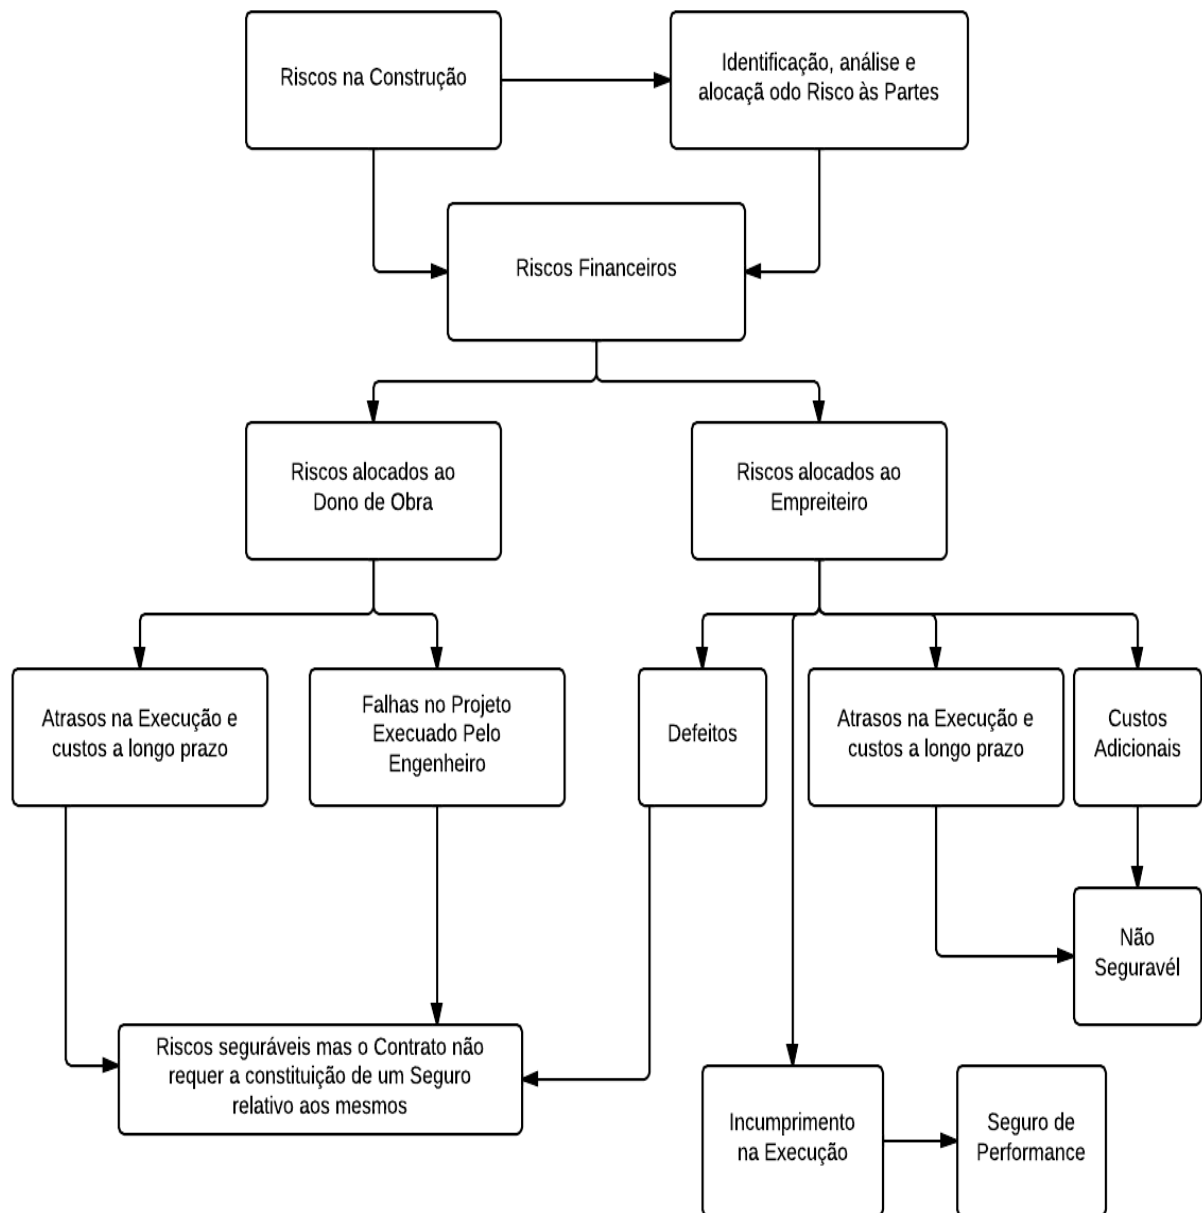 Riscos na Construção
Identificação, análise e
alocaçã odo Risco às Partes
Riscos Financeiros
Riscos alocados ao
Dono de Obra
Riscos alocados ao
Empreiteiro
Atrasos na Execução e
custos a longo prazo
Falhas no Projeto
Execuado Pelo
Engenheiro
Defeitos
Atrasos na Execução e
custos a longo prazo
Custos
Adicionais
Não
Seguravél
Riscos seguráveis mas o Contrato não
requer a constituição de um Seguro
relativo aos mesmos
Incumprimento
na Execução
Seguro de
Performance